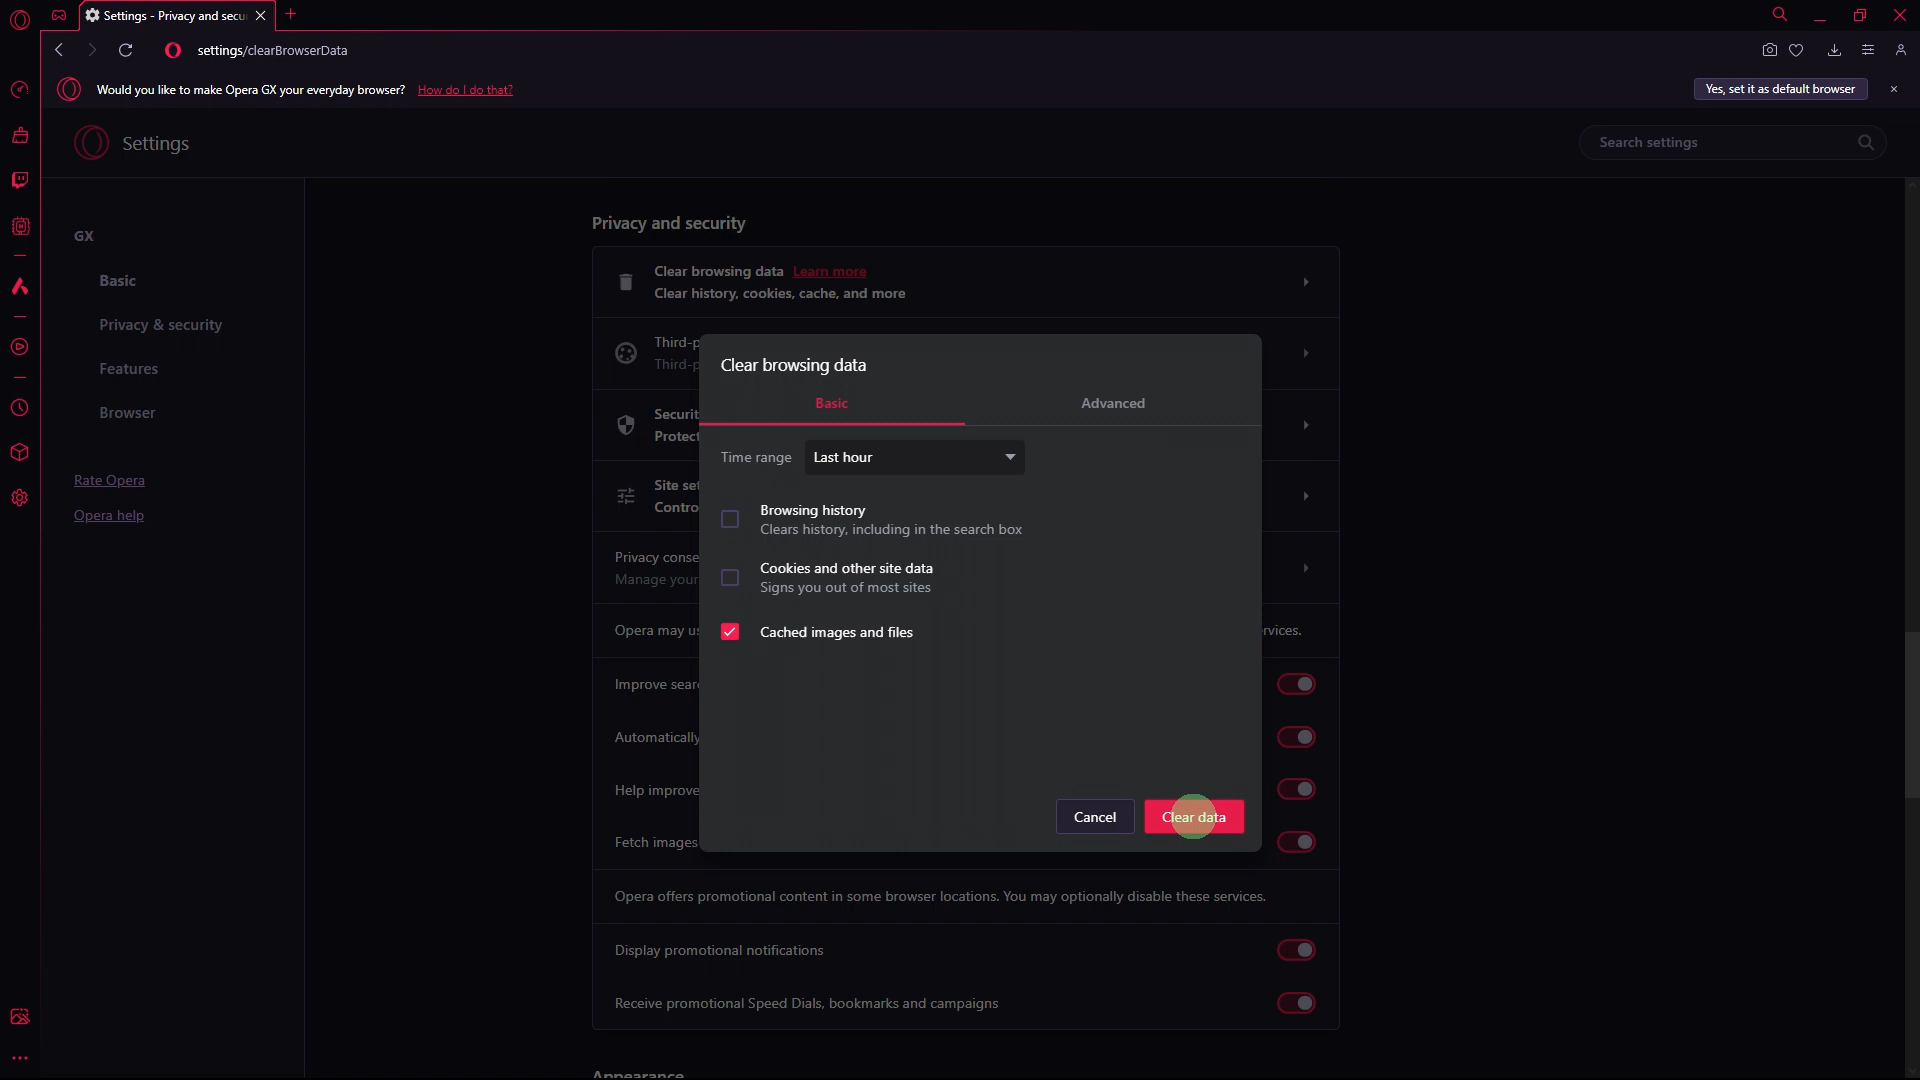 Settings - Privacy and secu
settings/clearBrowserData
Would you like to make Opera GX your everyday browser? How do I do that?
Yes, set it as default browser
Settings
Search settings
GX
Basic
Privacy & security
Features
Browser
Rate Opera
Opera help
Privacy and security
Clear browsing data Learn more
Clear history, cookies, cache, and more
Third-p
Third-p
Securit
Protect
Site set
Contro
Privacy conse
Manage your
Opera may us
rvices.
Improve sear
Automatically
Help improve
Fetch images
Clear browsing data
Basic
Advanced
Time range
Last hour
Browsing history
Clears history, including in the search box
Cookies and other site data
Signs you out of most sites
Cached images and files
Cancel
Clear data
Opera offers promotional content in some browser locations. You may optionally disable these services.
Display promotional notifications
Receive promotional Speed Dials, bookmarks and campaigns
Appearance